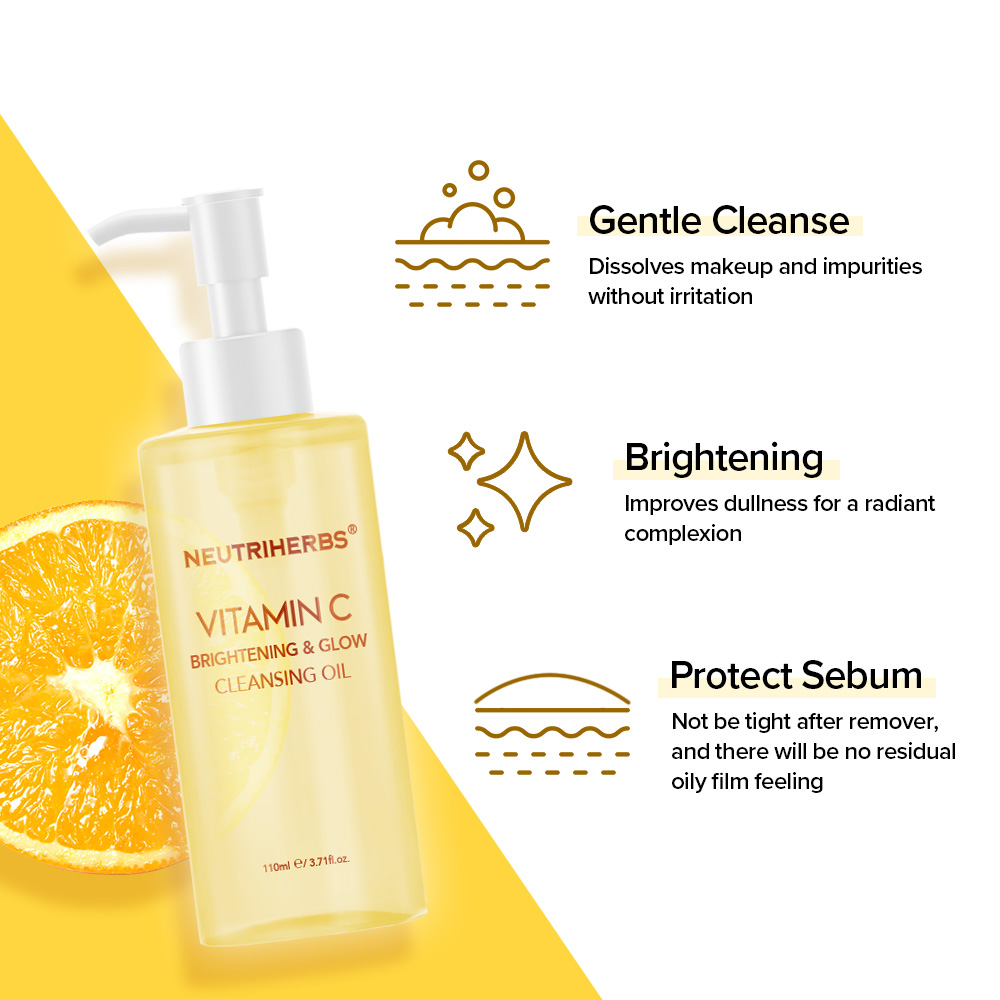 NEUTRIHERBS®
VITAMIN C
BRIGHTENING & GLOW
CLEANSING OIL
110ml ℮/ 3.71fl.oz.
Gentle Cleanse
Dissolves makeup and impurities
without irritation
Brightening
Improves dullness for a radiant
complexion
Protect Sebum
Not be tight after remover,
and there will be no residual
oily film feeling